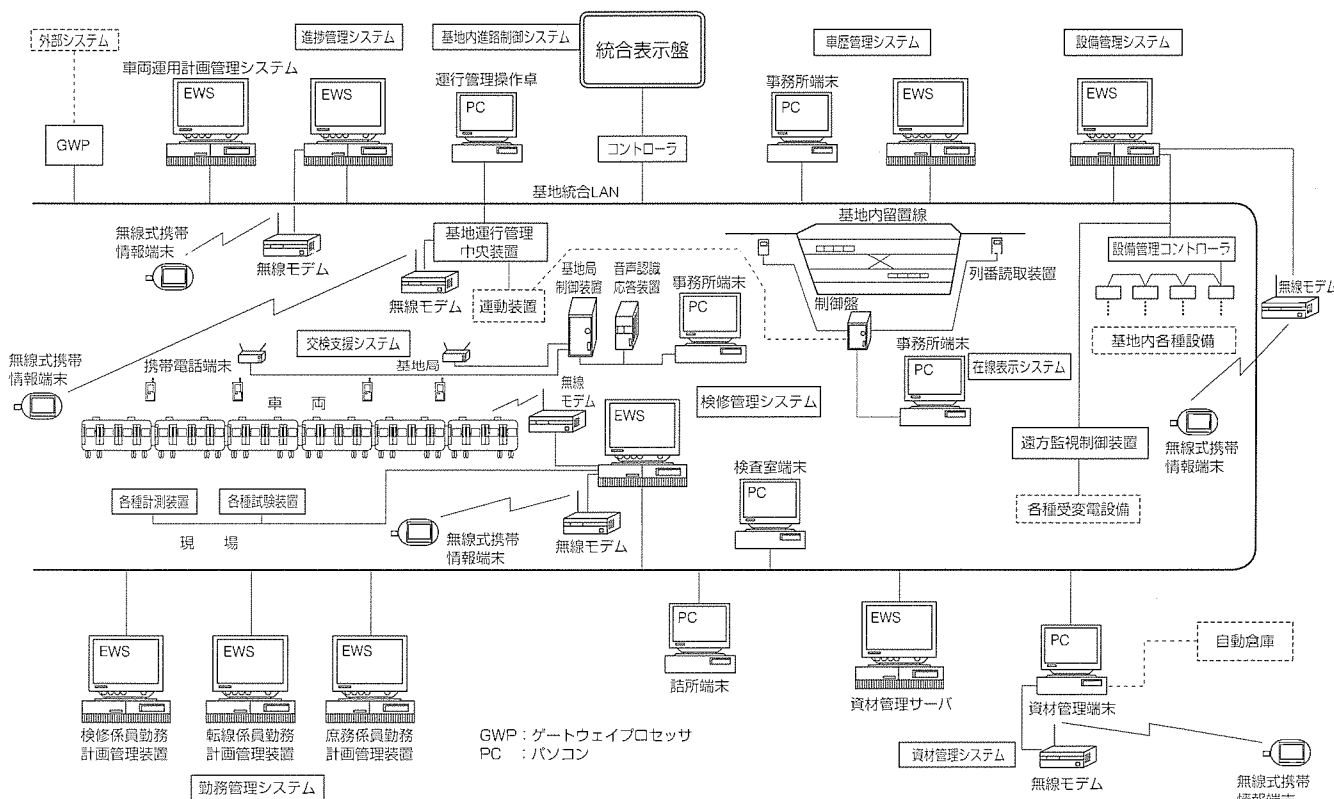 外部システム
進捗管理システム
基地内進路制御システム
統合表示盤
車歴管理システム
設備管理システム
車両運用計画管理システム
運行管理操作卓
事務所端末
EWS
EWS
PC
PC
EWS
EWS
GWP
コントローラ
基地統合LAN
無線式携帯
情報端末
無線モデム
基地運行管理
中央装置
無線モデム
連動装置
基地局
制御装置
音声認識
応答装置
事務所端末
PC
基地内留置線
列番読取装置
制御盤
設備管理コントローラ
無線モデム
基地内各種設備
無線式携帯
情報端末
交検支援システム
携帯電話端末
基地局
車両
無線
モデム
EWS
検修管理システム
事務所端末
PC
在線表示システム
遠方監視制御装置
各種受変電設備
無線式携帯
情報端末
各種計測装置
各種試験装置
現場
無線式携帯
情報端末
無線モデム
検査室端末
PC
EWS
EWS
EWS
PC
EWS
PC
自動倉庫
検修係員勤務
計画管理装置
転線係員勤務
計画管理装置
庶務係員勤務
計画管理装置
詰所端末
資材管理サーバ
資材管理端末
GWP:ゲートウェイプロセッサ
PC :パソコン
勤務管理システム
資材管理システム
無線モデム
無線式携帯
情報端末